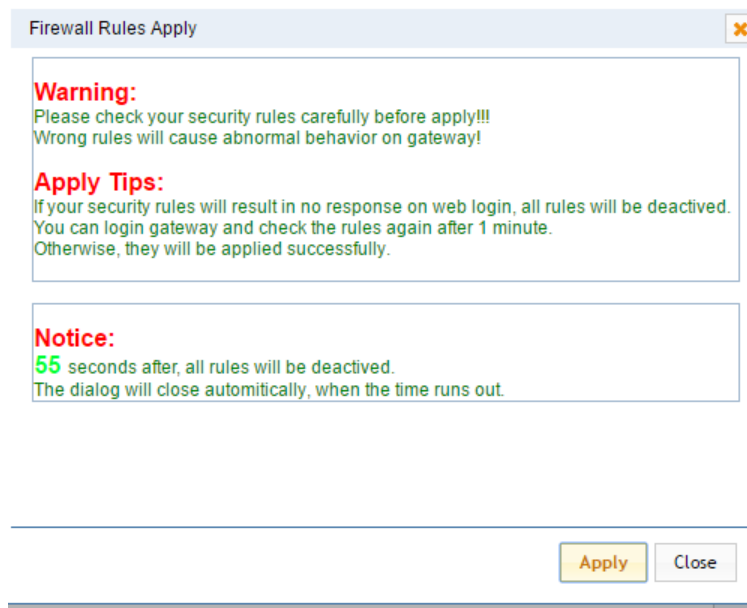 Firewall Rules Apply
Warning:
Please check your security rules carefully before apply!!!
Wrong rules will cause abnormal behavior on gateway!
Apply Tips:
If your security rules will result in no response on web login, all rules will be deactived.
You can login gateway and check the rules again after 1 minute.
Otherwise, they will be applied successfully.
Notice:
55 seconds after, all rules will be deactived.
The dialog will close automitically, when the time runs out.
Apply Close